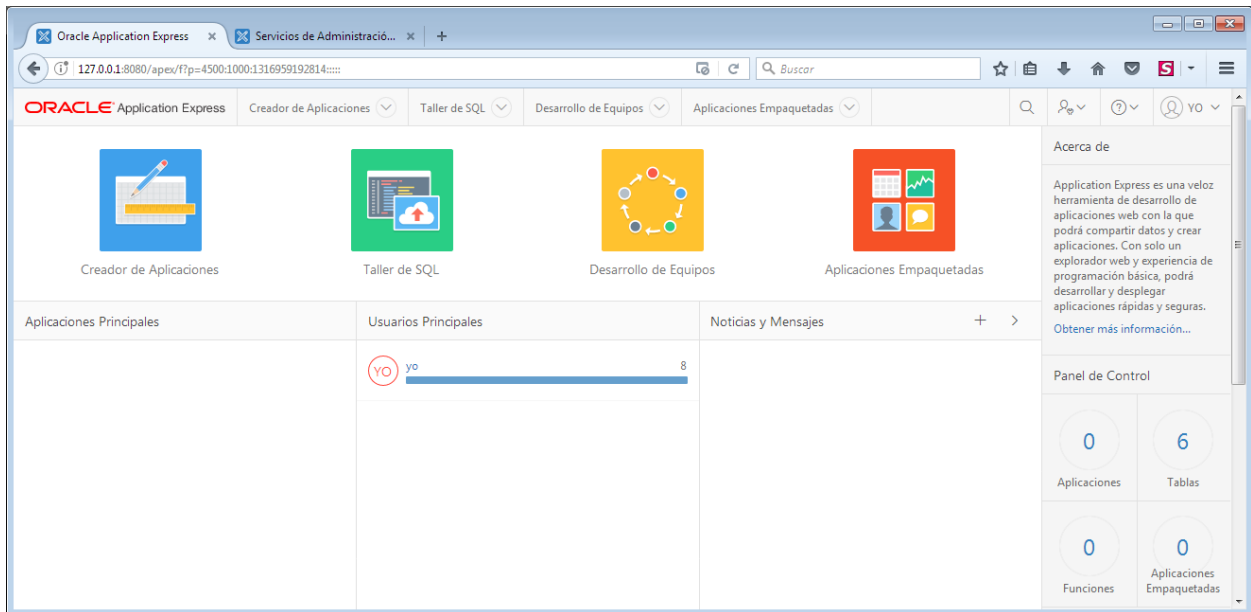 Oracle Application Express
Servicios de Administració...
127.0.0.1:8080/apex/f?p=4500:1000:1316959192814:::::
Buscar
ORACLE Application Express
Creador de Aplicaciones
Taller de SQL
Desarrollo de Equipos
Aplicaciones Empaquetadas
YO
Creador de Aplicaciones
Taller de SQL
Desarrollo de Equipos
Aplicaciones Empaquetadas
Aplicaciones Principales
Usuarios Principales
YO yo 8
Noticias y Mensajes
Acerca de
Application Express es una veloz
herramienta de desarrollo de
aplicaciones web con la que
podrá compartir datos y crear
aplicaciones. Con solo un
explorador web y experiencia de
programación básica, podrá
desarrollar y desplegar
aplicaciones rápidas y seguras.
Obtener más información...
Panel de Control
0
Aplicaciones
6
Tablas
0
Funciones
0
Aplicaciones
Empaquetadas